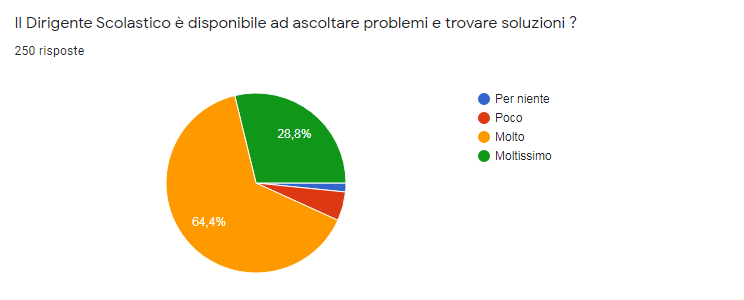 Il Dirigente Scolastico è disponibile ad ascoltare problemi e trovare soluzioni ?
250 risposte
28,8%
64,4%
Per niente
Poco
Molto
Moltissimo